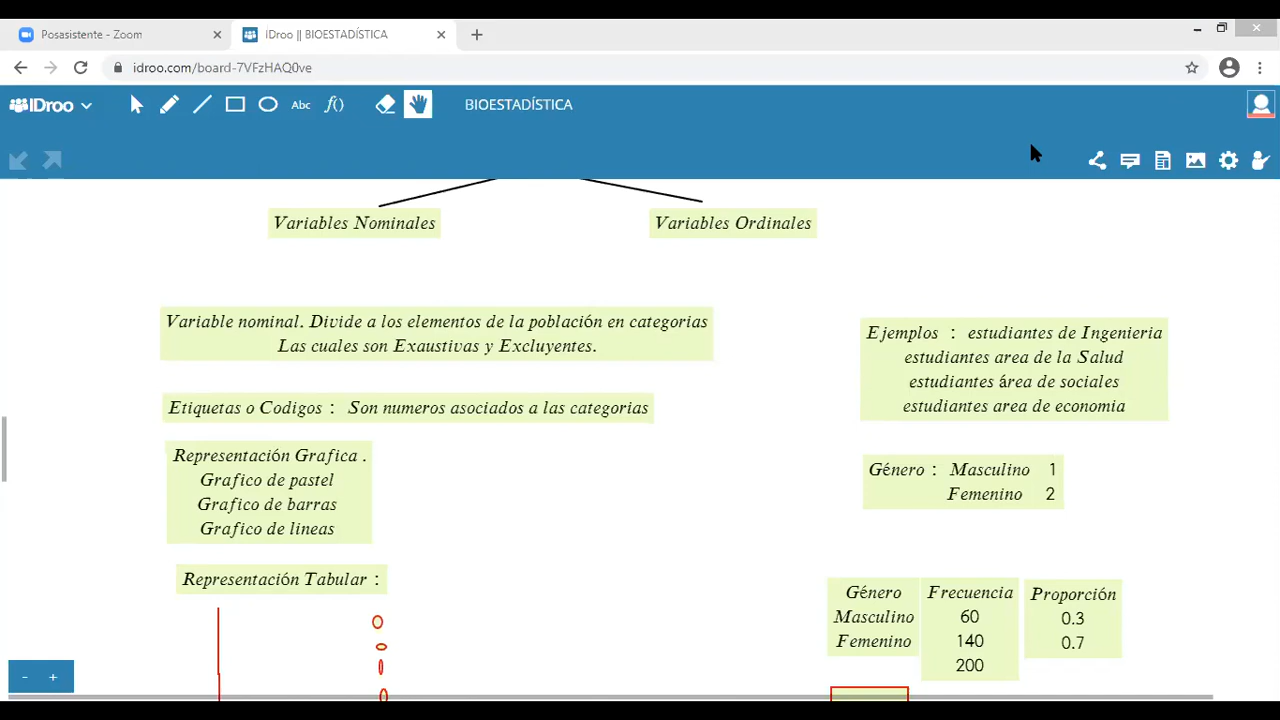 Posasistente - Zoom
iDroo || BIOESTADÍSTICA
idroo.com/board-7VFzHAQ0ve
IDroo
Abc
f()
BIOESTADÍSTICA
Variables Nominales
Variables Ordinales
Variable nominal. Divide a los elementos de la población en categorias
Las cuales son Exaustivas y Excluyentes.
Etiquetas o Codigos : Son numeros asociados a las categorias
Representación Grafica .
Grafico de pastel
Grafico de barras
Grafico de lineas
Representación Tabular :
Ejemplos : estudiantes de Ingenieria
estudiantes area de la Salud
estudiantes área de sociales
estudiantes area de economia
Género : Masculino 1
Femenino 2
Género Frecuencia Proporción
Masculino 60 0.3
Femenino 140 0.7
200
- +